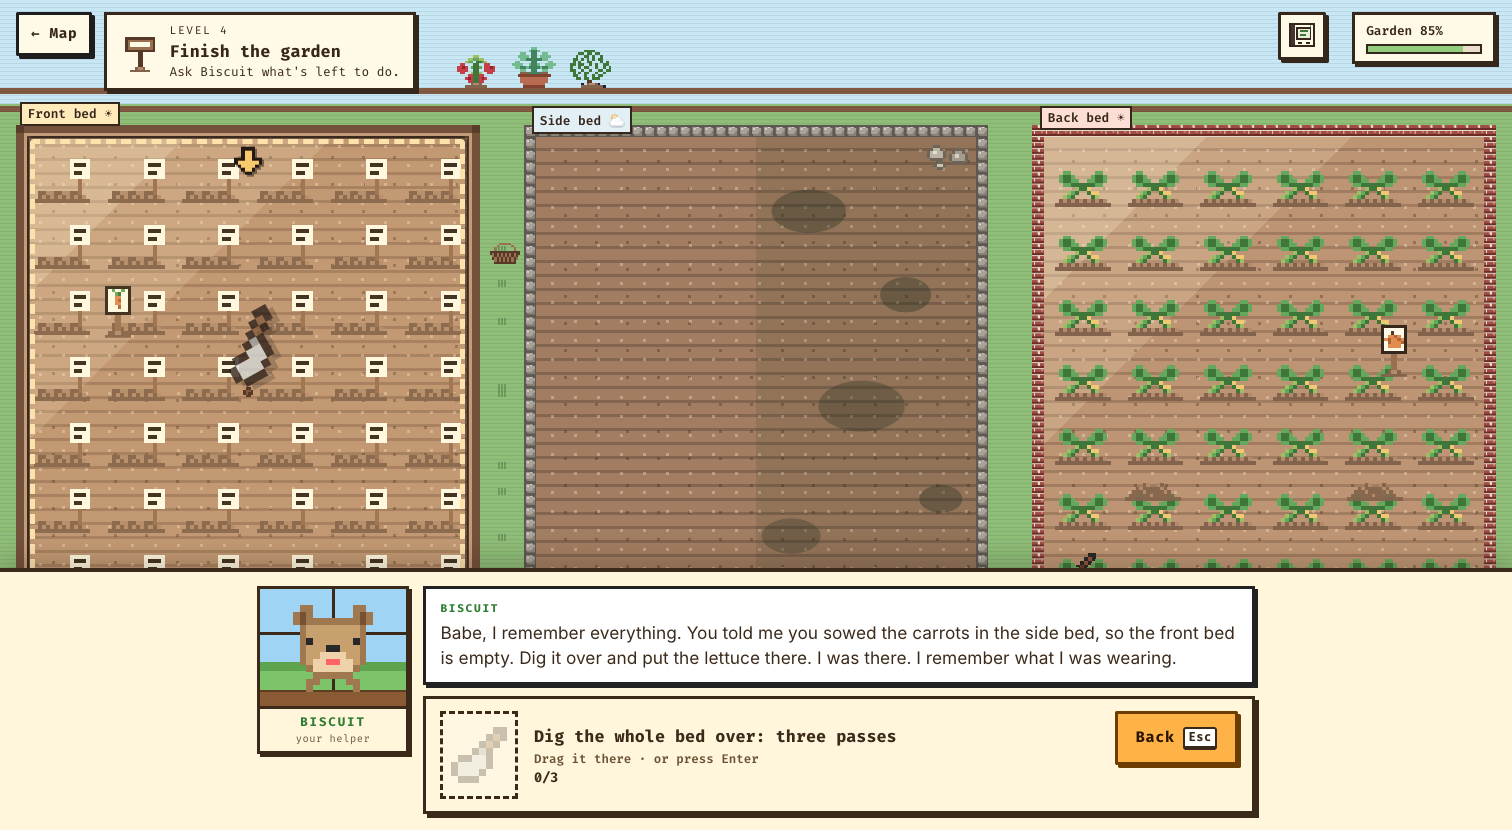 ← Map
LEVEL 4
Finish the garden
Ask Biscuit what's left to do.
Garden 85%
Front bed ☀
Side bed ⛅
Back bed ☀
BISCUIT
Babe, I remember everything. You told me you sowed the carrots in the side bed, so the front bed
is empty. Dig it over and put the lettuce there. I was there. I remember what I was wearing.
BISCUIT
your helper
Dig the whole bed over: three passes
Drag it there · or press Enter
0/3
Back Esc